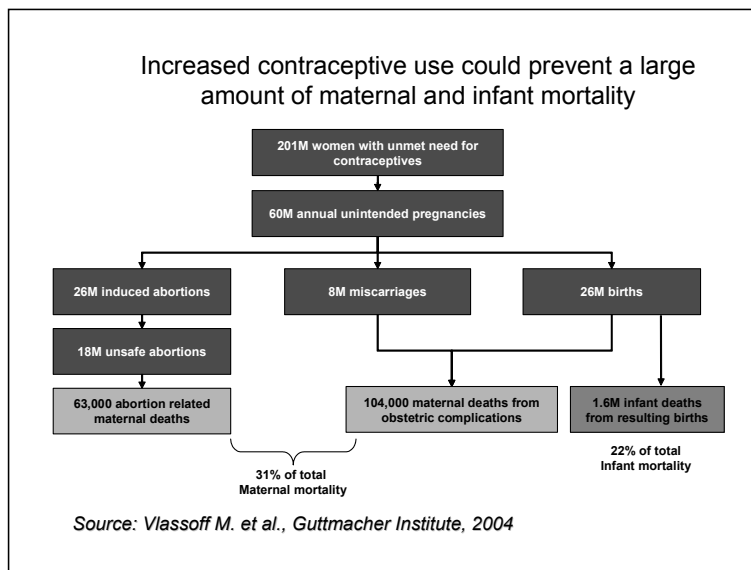 Increased contraceptive use could prevent a large
amount of maternal and infant mortality
201M women with unmet need for
contraceptives
60M annual unintended pregnancies
26M induced abortions
8M miscarriages
26M births
18M unsafe abortions
63,000 abortion related
maternal deaths
104,000 maternal deaths from
obstetric complications
1.6M infant deaths
from resulting births
31% of total
Maternal mortality
22% of total
Infant mortality
Source: Vlassoff M. et al., Guttmacher Institute, 2004